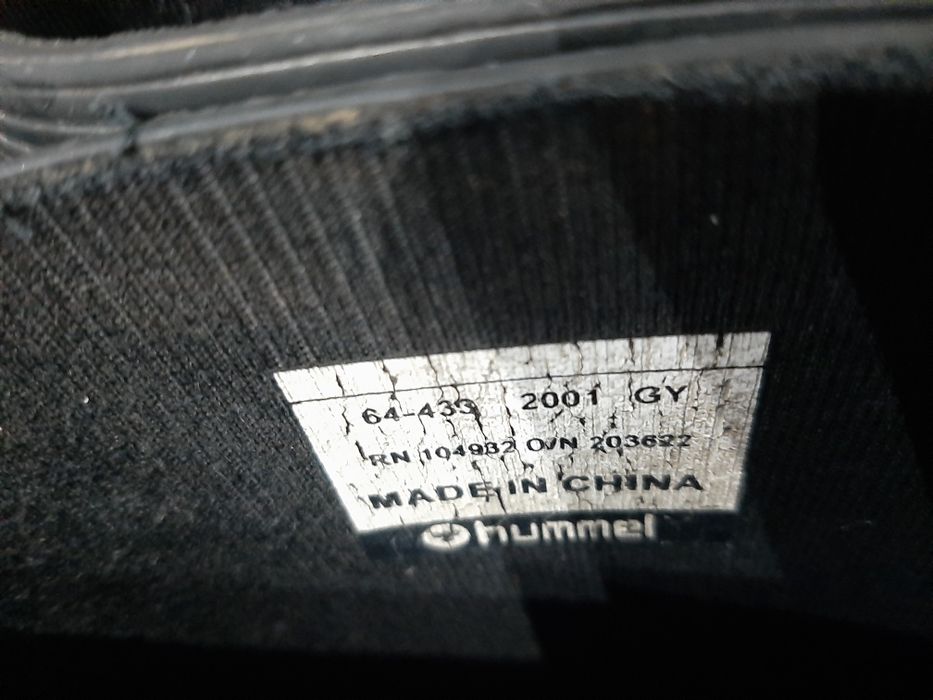 64-433 2001 GY
RN 104982 O/N 203622
MADE IN CHINA
hummel